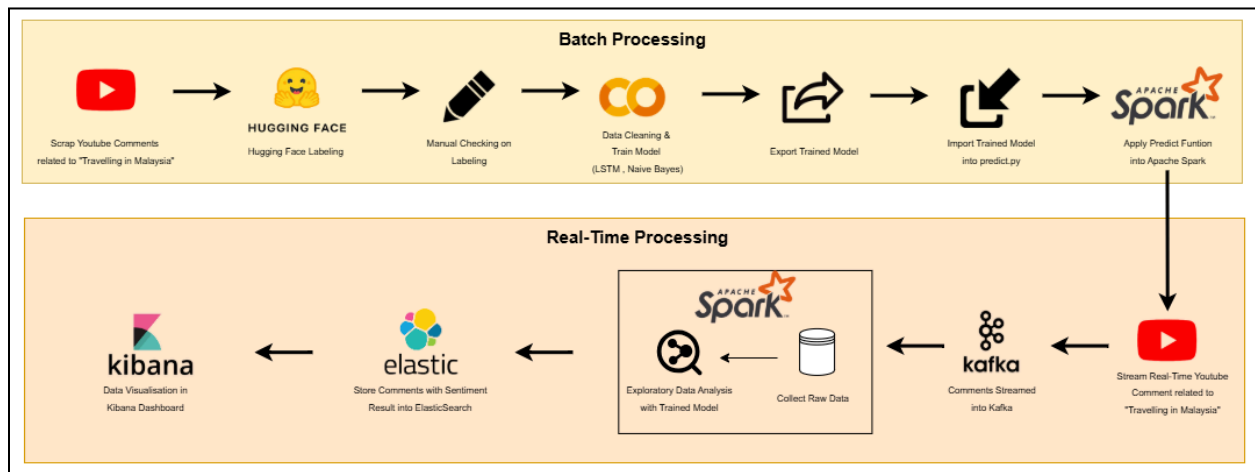 Batch Processing
HUGGING FACE
APACHE
Spark
TM
Scrap Youtube Comments
related to "Travelling in Malaysia"
Hugging Face Labeling
Manual Checking on
Labeling
Data Cleaning &
Train Model
(LSTM , Naive Bayes)
Export Trained Model
Import Trained Model
into predict.py
Apply Predict Funtion
into Apache Spark
Real-Time Processing
APACHE
Spark
TM
kibana
Data Visualisation in
Kibana Dashboard
elastic
Store Comments with Sentiment
Result into ElasticSearch
Exploratory Data Analysis
with Trained Model
Collect Raw Data
kafka
Comments Streamed
into Kafka
Stream Real-Time Youtube
Comment related to
"Travelling in Malaysia"